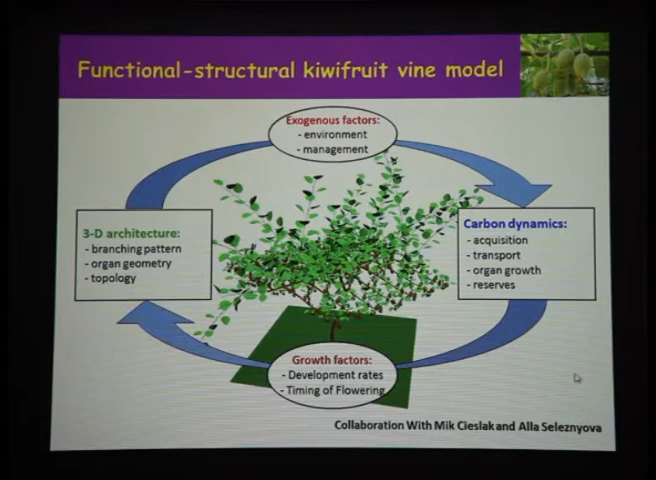 Functional-structural kiwifruit vine model
Exogenous factors:
- environment
- management
3-D architecture:
- branching pattern
- organ geometry
- topology
Carbon dynamics:
- acquisition
- transport
- organ growth
- reserves
Growth factors:
- Development rates
- Timing of Flowering
Collaboration With Mik Cieslak and Alla Seleznyova